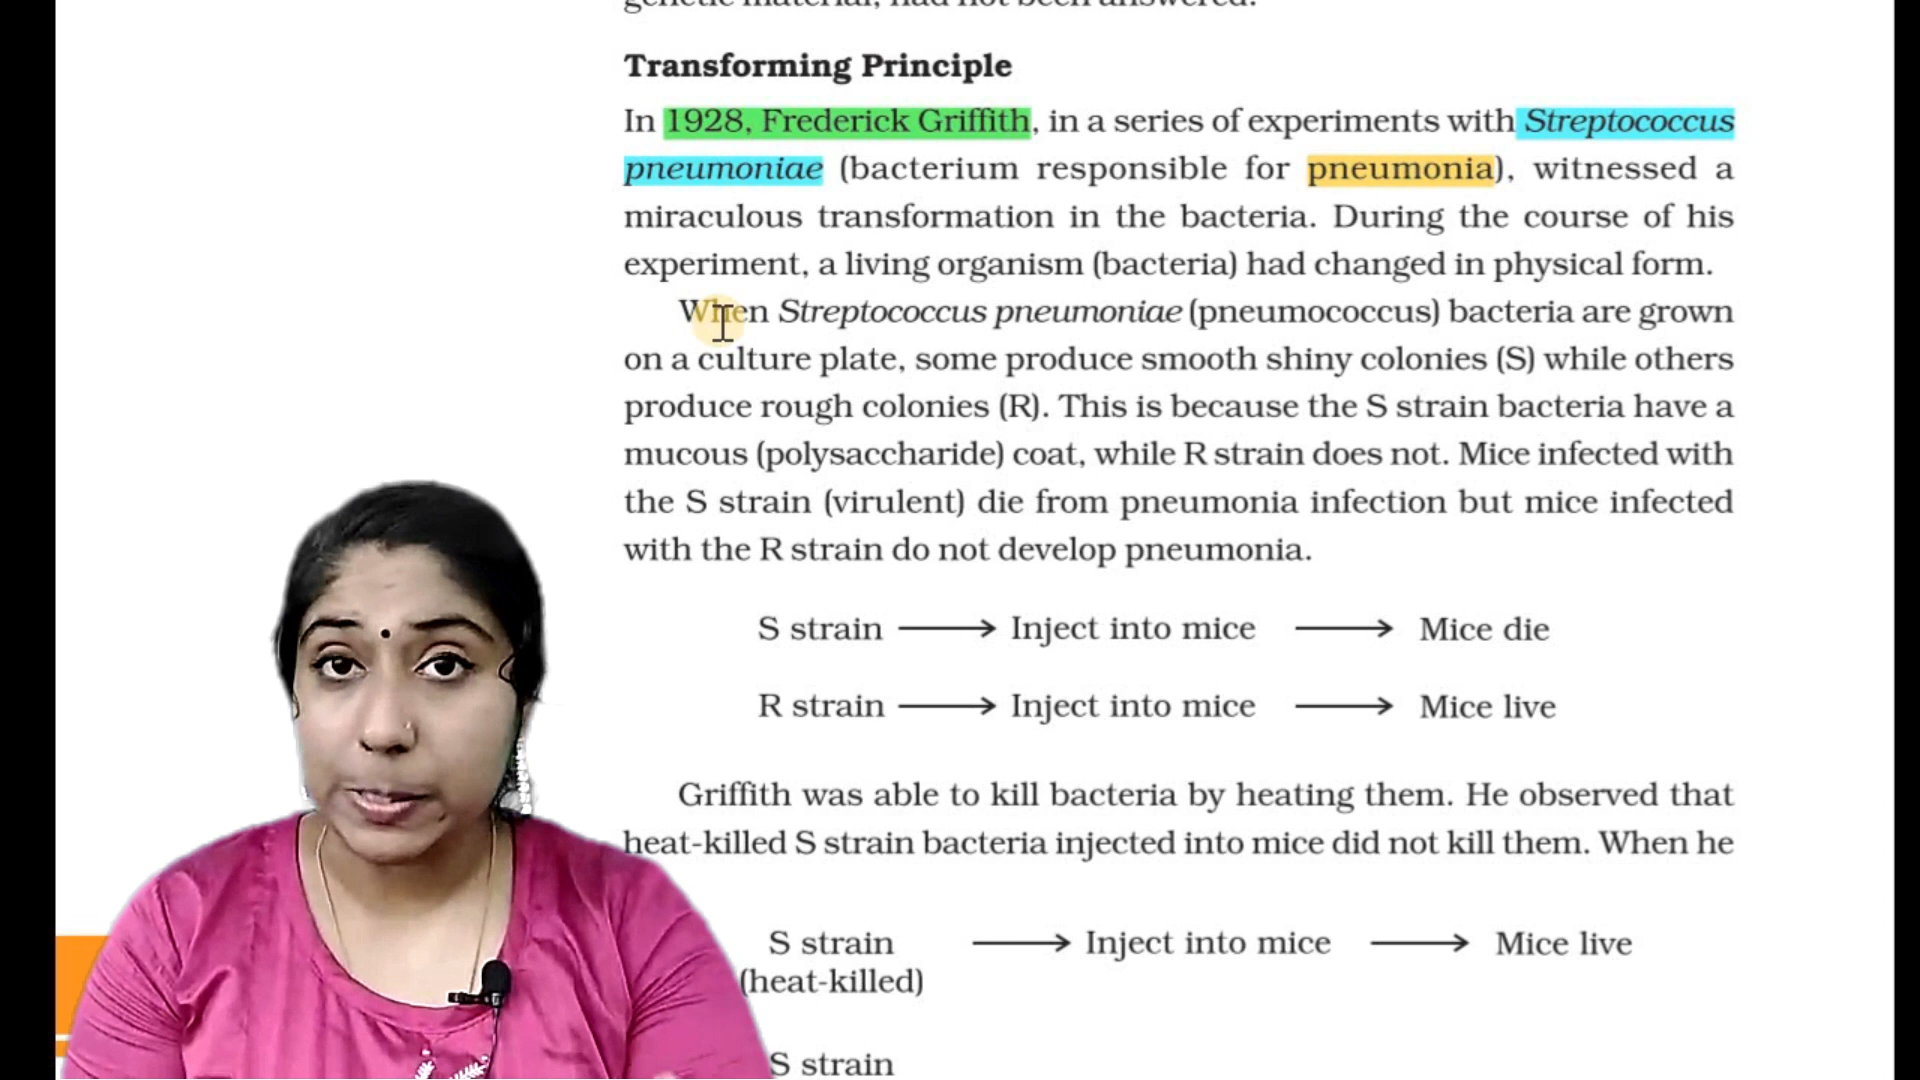 genetic material, had not been answered.
Transforming Principle
In 1928, Frederick Griffith, in a series of experiments with Streptococcus
pneumoniae (bacterium responsible for pneumonia), witnessed a
miraculous transformation in the bacteria. During the course of his
experiment, a living organism (bacteria) had changed in physical form.
When Streptococcus pneumoniae (pneumococcus) bacteria are grown
on a culture plate, some produce smooth shiny colonies (S) while others
produce rough colonies (R). This is because the S strain bacteria have a
mucous (polysaccharide) coat, while R strain does not. Mice infected with
the S strain (virulent) die from pneumonia infection but mice infected
with the R strain do not develop pneumonia.
S strain ⟶ Inject into mice ⟶ Mice die
R strain ⟶ Inject into mice ⟶ Mice live
Griffith was able to kill bacteria by heating them. He observed that
heat-killed S strain bacteria injected into mice did not kill them. When he
S strain ⟶ Inject into mice ⟶ Mice live
(heat-killed)
S strain